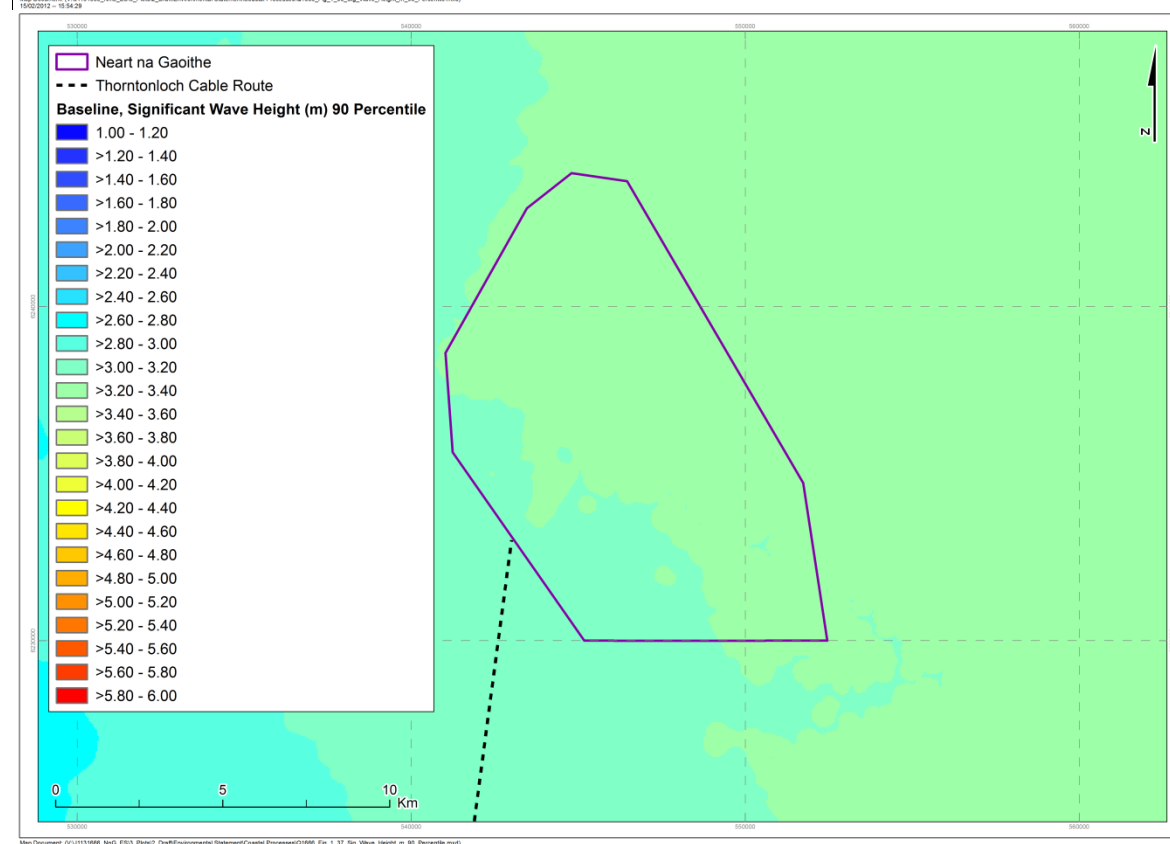 15/02/2012 -- 15:54:29
530000 540000 550000 560000
Neart na Gaoithe
Thorntonloch Cable Route
Baseline, Significant Wave Height (m) 90 Percentile
1.00 - 1.20
>1.20 - 1.40
>1.40 - 1.60
>1.60 - 1.80
>1.80 - 2.00
>2.00 - 2.20
>2.20 - 2.40
>2.40 - 2.60
>2.60 - 2.80
>2.80 - 3.00
>3.00 - 3.20
>3.20 - 3.40
>3.40 - 3.60
>3.60 - 3.80
>3.80 - 4.00
>4.00 - 4.20
>4.20 - 4.40
>4.40 - 4.60
>4.60 - 4.80
>4.80 - 5.00
>5.00 - 5.20
>5.20 - 5.40
>5.40 - 5.60
>5.60 - 5.80
>5.80 - 6.00
N
6240000
6240000
6230000
6230000
0 5 10
Km
530000 540000 550000 560000